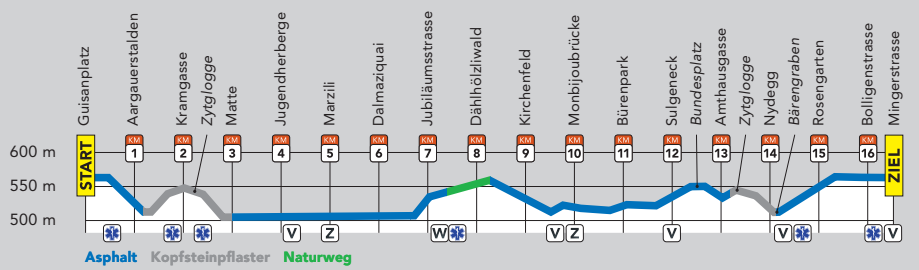 Guisanplatz
Aargauerstalden
Kramgasse
Zytglogge
Matte
Jugendherberge
Marzili
Dalmaziquai
Jubiläumsstrasse
Dählhölzliwald
Kirchenfeld
Monbijoubrücke
Bürenpark
Sulgeneck
Bundesplatz
Amthausgasse
Zytglogge
Nydegg
Bärengraben
Rosengarten
Bolligenstrasse
Mingerstrasse
KM KM KM KM KM KM KM KM KM KM KM KM KM KM KM KM
600 m START 1 2 3 4 5 6 7 8 9 10 11 12 13 14 15 16 ZIEL
550 m
500 m
V Z W V Z V V V
Asphalt Kopfsteinpflaster Naturweg